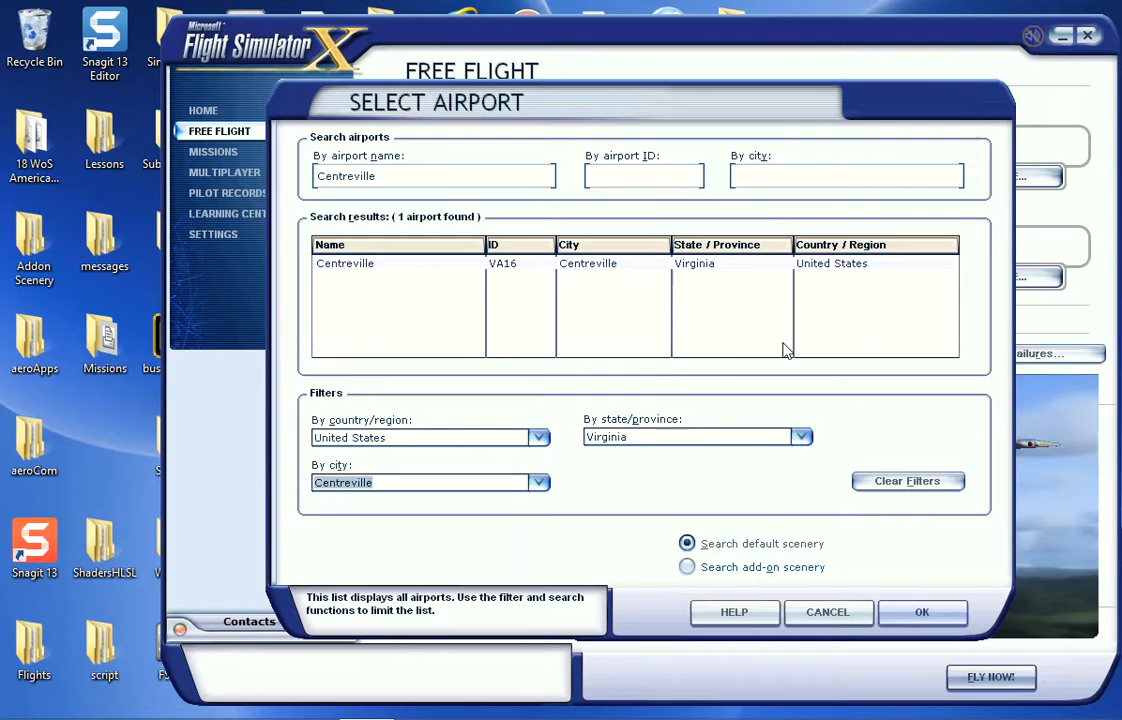 Microsoft
Flight Simulator X
FREE FLIGHT
SELECT AIRPORT
Recycle Bin
Snagit 13
Editor
18 WoS
America...
Lessons
Addon
Scenery
messages
aeroApps
Missions
aeroCom
Snagit 13
ShadersHLSL
Flights
script
HOME
FREE FLIGHT
MISSIONS
MULTIPLAYER
PILOT RECORDS
LEARNING CENT
SETTINGS
Search airports
By airport name:
By airport ID:
By city:
Centreville
Search results: ( 1 airport found )
Name
ID
City
State / Province
Country / Region
Centreville
VA16
Centreville
Virginia
United States
Filters
By country/region:
By state/province:
United States
Virginia
By city:
Centreville
Clear Filters
Search default scenery
Search add-on scenery
This list displays all airports. Use the filter and search
functions to limit the list.
HELP
CANCEL
OK
Contacts
FLY NOW!